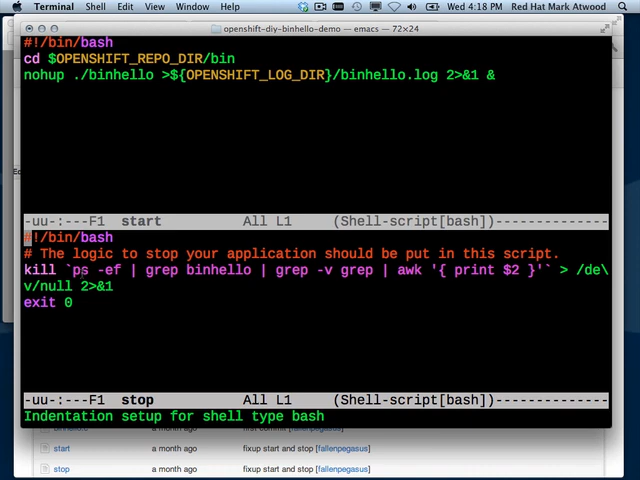 Terminal Shell Edit View Window Help Wed 4:18 PM Red Hat Mark Atwood
openshift-diy-binhello-demo — emacs — 72×24
#!/bin/bash
cd $OPENSHIFT_REPO_DIR/bin
nohup ./binhello >${OPENSHIFT_LOG_DIR}/binhello.log 2>&1 &
-uu-:---F1 start All L1 (Shell-script[bash])--------------
#!/bin/bash
# The logic to stop your application should be put in this script.
kill `ps -ef | grep binhello | grep -v grep | awk '{ print $2 }'` > /de\
v/null 2>&1
exit 0
-uu-:---F1 stop All L1 (Shell-script[bash])--------------
Indentation setup for shell type bash
a month ago
start a month ago fixup start and stop [fallenpegasus]
stop a month ago fixup start and stop [fallenpegasus]